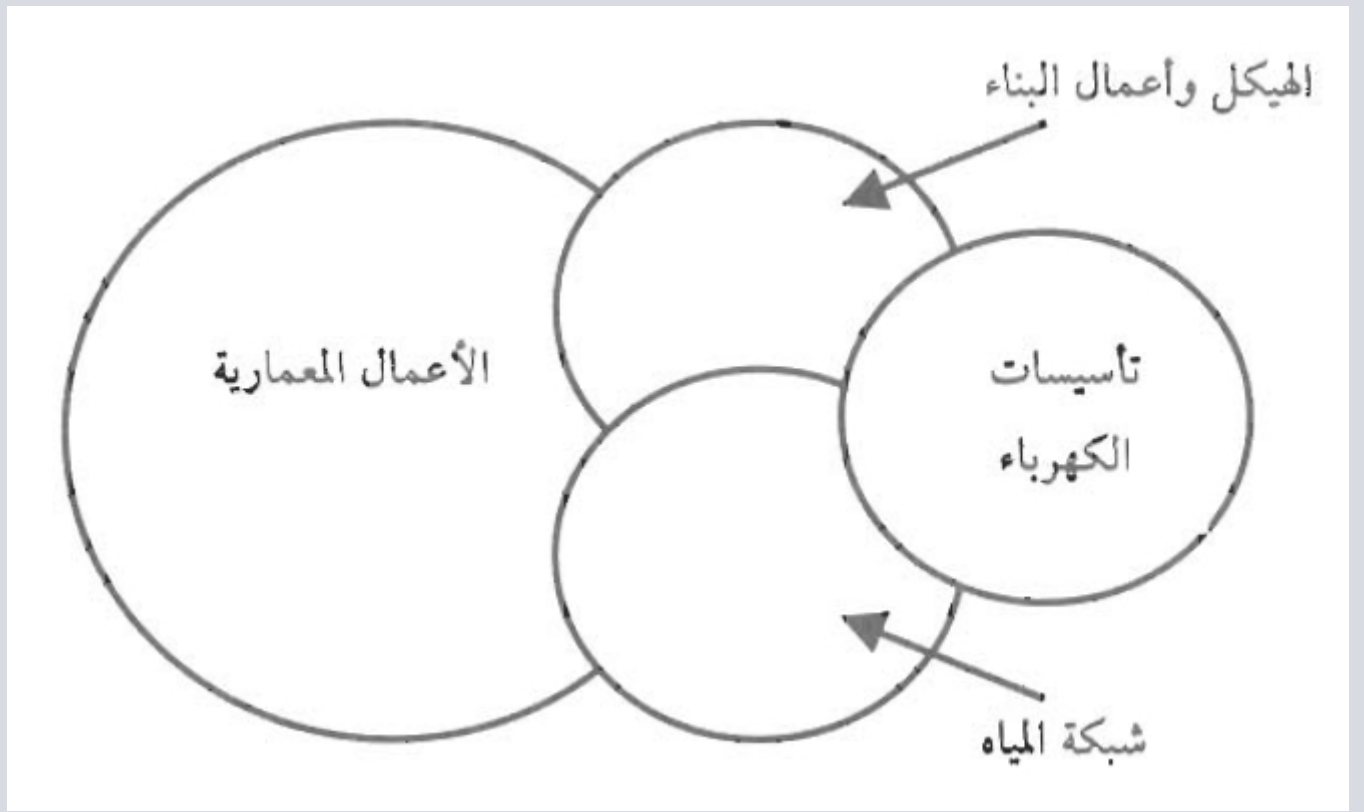 الهيكل وأعمال البناء
تأسيسات
الكهرباء
الأعمال المعمارية
شبكة المياه